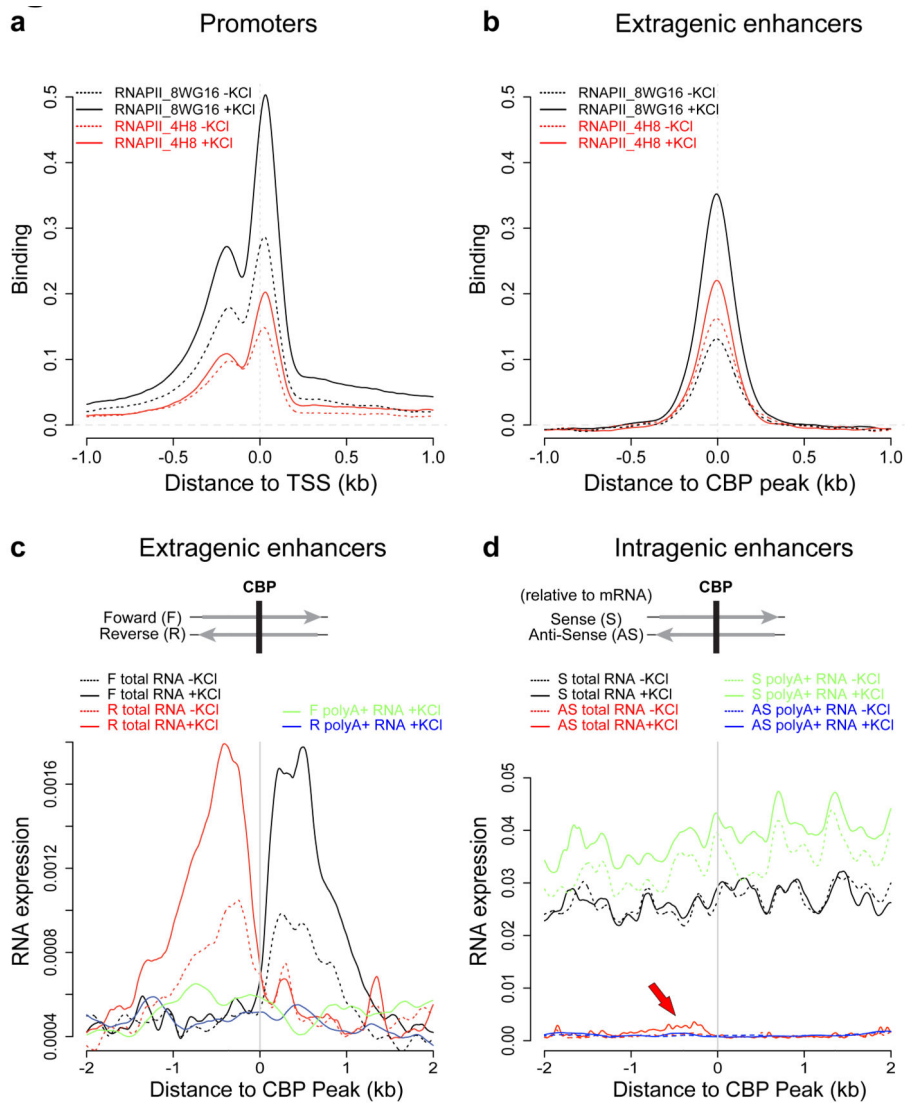 a Promoters
RNAPII_8WG16 -KCl
RNAPII_8WG16 +KCl
RNAPII_4H8 -KCl
RNAPII_4H8 +KCl
Binding
0.5
0.4
0.3
0.2
0.1
0.0
-1.0 -0.5 0.0 0.5 1.0
Distance to TSS (kb)
b Extragenic enhancers
RNAPII_8WG16 -KCl
RNAPII_8WG16 +KCl
RNAPII_4H8 -KCl
RNAPII_4H8 +KCl
Binding
0.5
0.4
0.3
0.2
0.1
0.0
-1.0 -0.5 0.0 0.5 1.0
Distance to CBP peak (kb)
c Extragenic enhancers
CBP
Foward (F)
Reverse (R)
F total RNA -KCl
F total RNA +KCl
R total RNA -KCl
R total RNA+KCl
F polyA+ RNA +KCl
R polyA+ RNA +KCl
RNA expression
0.0016
0.0012
0.0008
0.0004
-2 -1 0 1 2
Distance to CBP Peak (kb)
d Intragenic enhancers
(relative to mRNA)
CBP
Sense (S)
Anti-Sense (AS)
S total RNA -KCl
S total RNA +KCl
AS total RNA -KCl
AS total RNA+KCl
S polyA+ RNA -KCl
S polyA+ RNA +KCl
AS polyA+ RNA -KCl
AS polyA+ RNA +KCl
RNA expression
0.05
0.04
0.03
0.02
0.01
0.00
-2 -1 0 1 2
Distance to CBP Peak (kb)